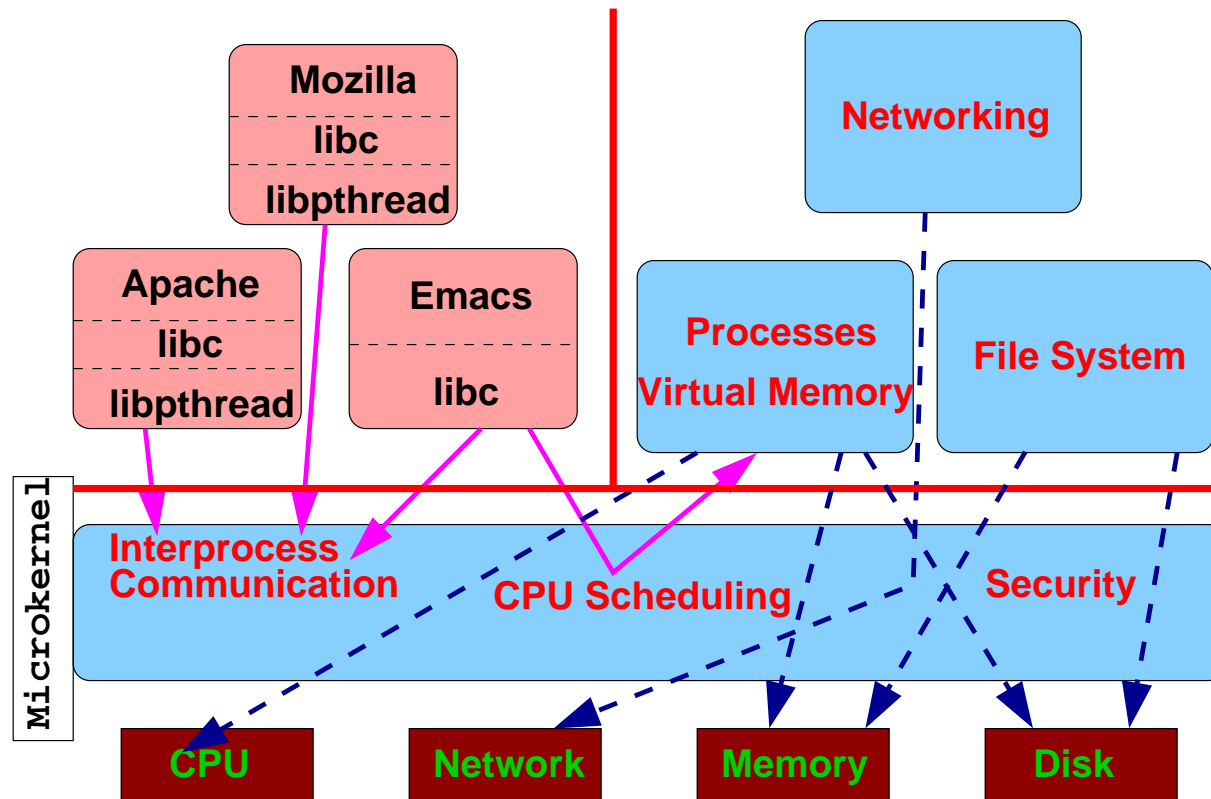 Mozilla
libc
libpthread
Networking
Apache
libc
libpthread
Emacs
libc
Processes
Virtual Memory
File System
Microkernel
Interprocess
Communication
CPU Scheduling
Security
CPU
Network
Memory
Disk